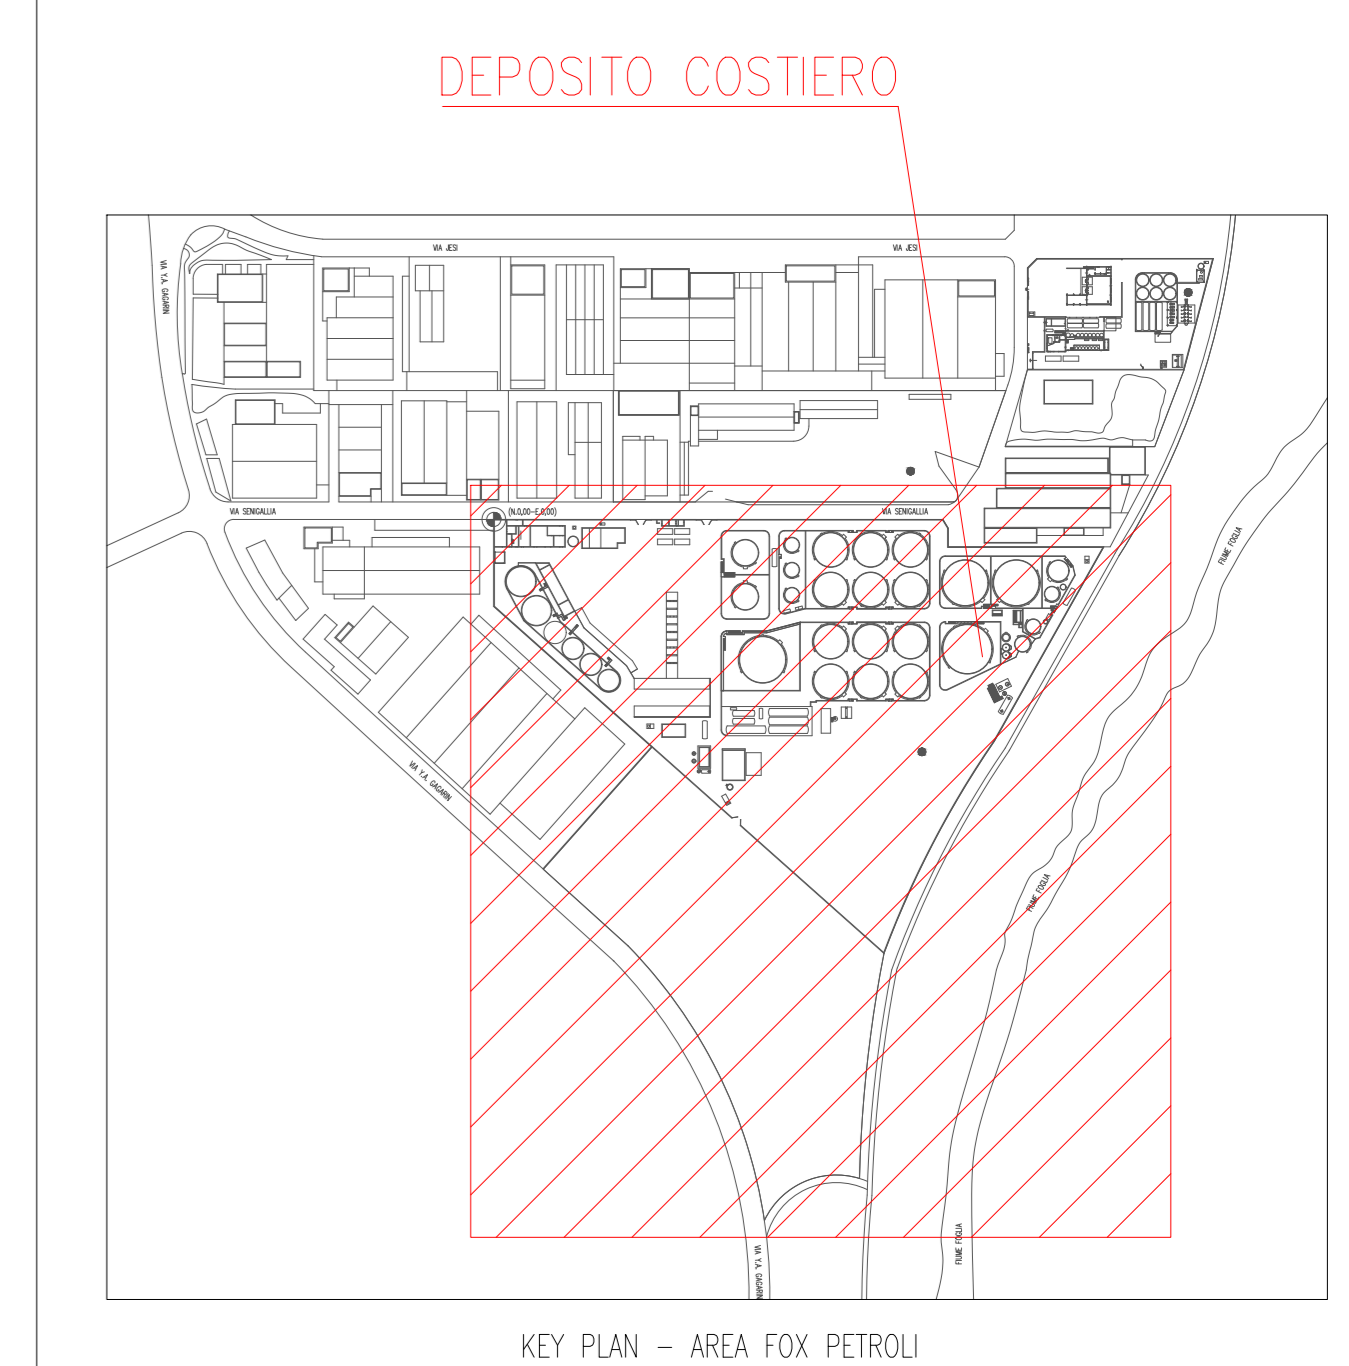 DEPOSITO COSTIERO
VIA JESI
VIA JESI
VIA Y.A. GAGARIN
VIA SENIGALLIA
(N.0,00-E.0,00)
VIA SENIGALLIA
FIUME FOGLIA
VIA Y.A. GAGARIN
FIUME FOGLIA
FIUME FOGLIA
VIA Y.A. GAGARIN
KEY PLAN - AREA FOX PETROLI